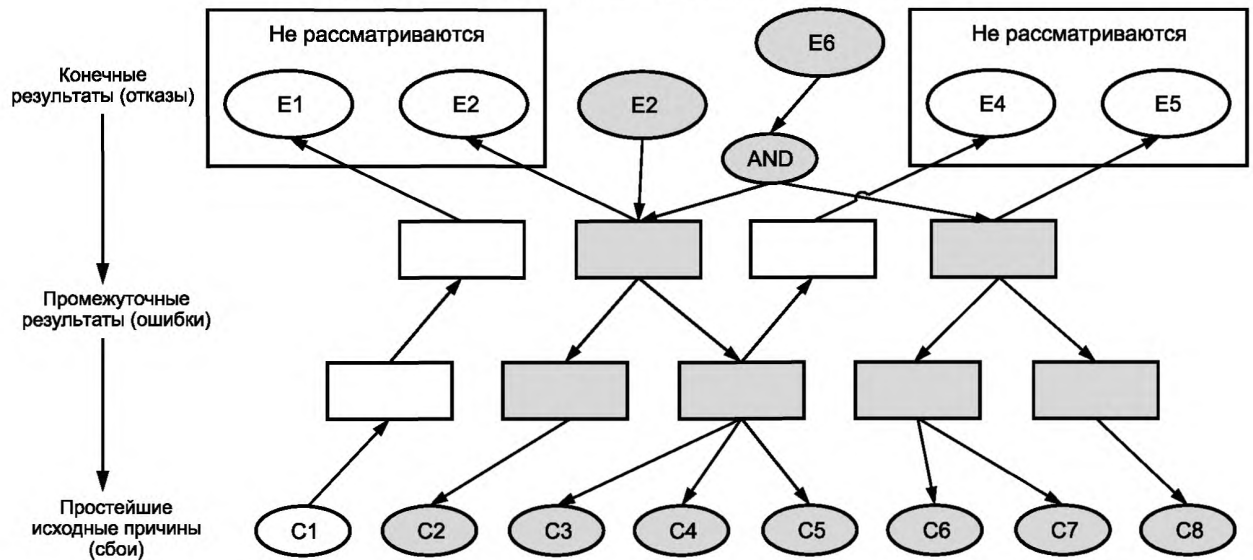 Не рассматриваются
E6
Не рассматриваются
Конечные
результаты (отказы)
E1
E2
E2
E4
E5
AND
Промежуточные
результаты (ошибки)
Простейшие
исходные причины
(сбои)
C1
C2
C3
C4
C5
C6
C7
C8